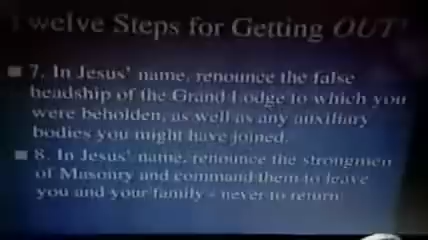 Twelve Steps for Getting OUT!
■ 7. In Jesus' name, renounce the false
headship of the Grand Lodge to which you
were beholden, as well as any auxiliary
bodies you might have joined.
■ 8. In Jesus' name, renounce the strongmen
of Masonry and command them to leave
you and your family - never to return